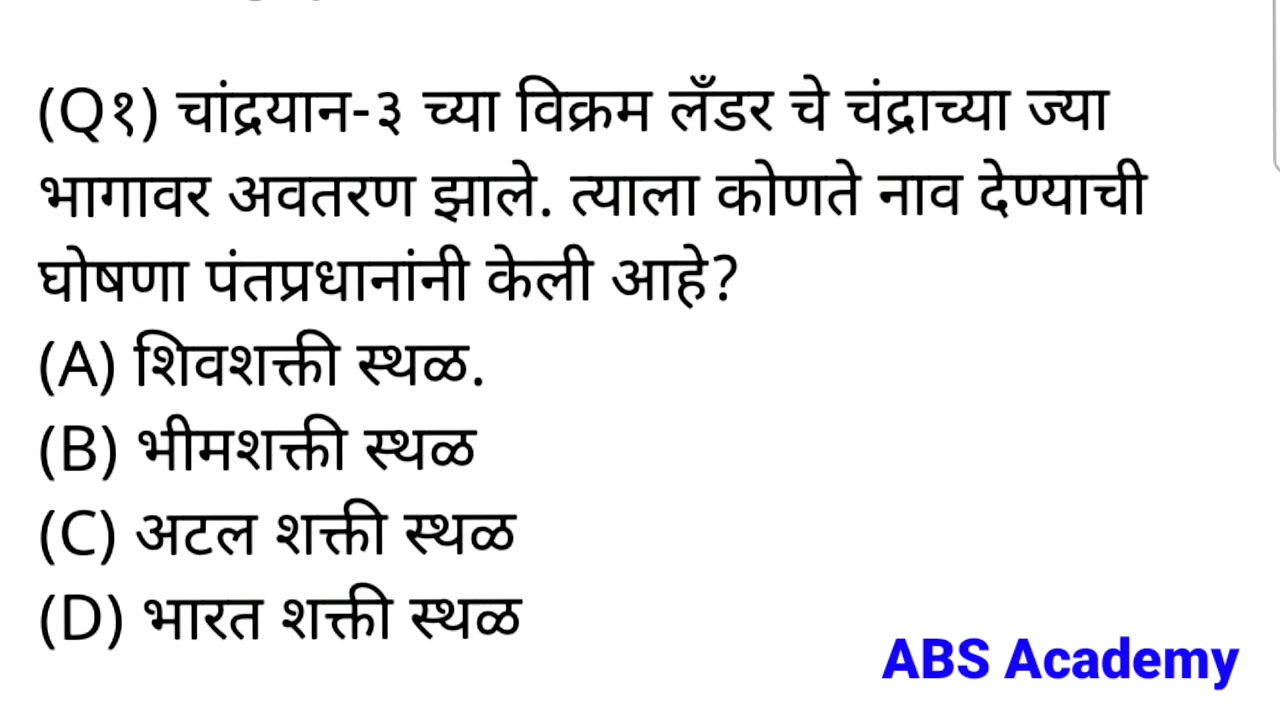 (Q१) चांद्रयान-३ च्या विक्रम लँडर चे चंद्राच्या ज्या
भागावर अवतरण झाले. त्याला कोणते नाव देण्याची
घोषणा पंतप्रधानांनी केली आहे?
(A) शिवशक्ती स्थळ.
(B) भीमशक्ती स्थळ
(C) अटल शक्ती स्थळ
(D) भारत शक्ती स्थळ
ABS Academy